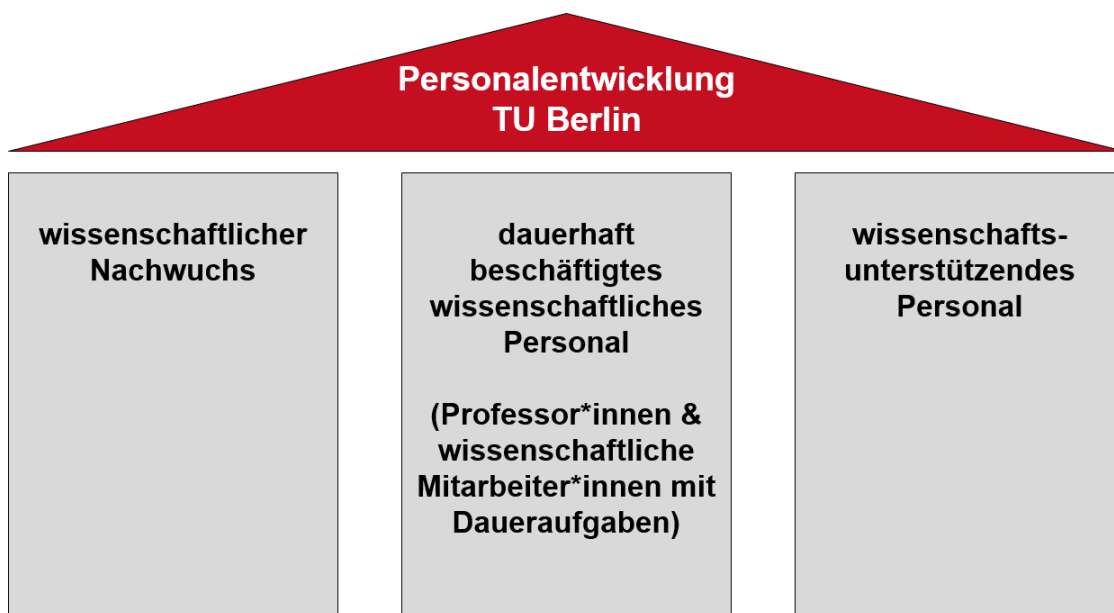 Personalentwicklung
TU Berlin
wissenschaftlicher
Nachwuchs
dauerhaft
beschäftigtes
wissenschaftliches
Personal
(Professor*innen &
wissenschaftliche
Mitarbeiter*innen mit
Daueraufgaben)
wissenschafts-
unterstützendes
Personal